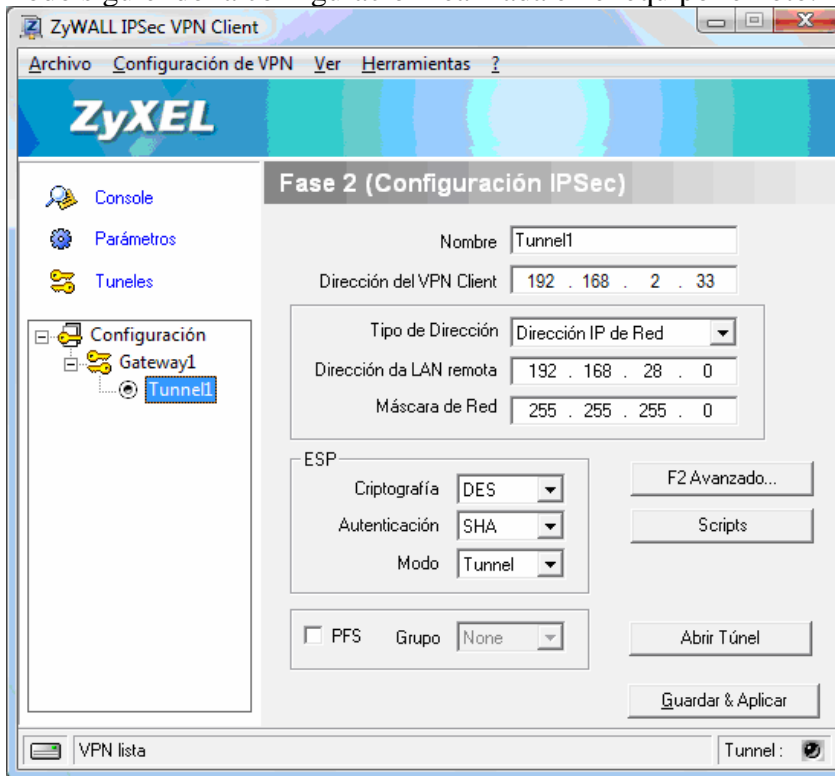 ZyWALL IPSec VPN Client
Archivo Configuración de VPN Ver Herramientas ?
ZyXEL
Console
Parámetros
Tuneles
Configuración
Gateway1
Tunnel1
Fase 2 (Configuración IPSec)
Nombre Tunnel1
Dirección del VPN Client 192 . 168 . 2 . 33
Tipo de Dirección Dirección IP de Red
Dirección da LAN remota 192 . 168 . 28 . 0
Máscara de Red 255 . 255 . 255 . 0
ESP
Criptografía DES
Autenticación SHA
Modo Tunnel
F2 Avanzado...
Scripts
PFS Grupo None
Abrir Túnel
Guardar & Aplicar
VPN lista Tunnel :